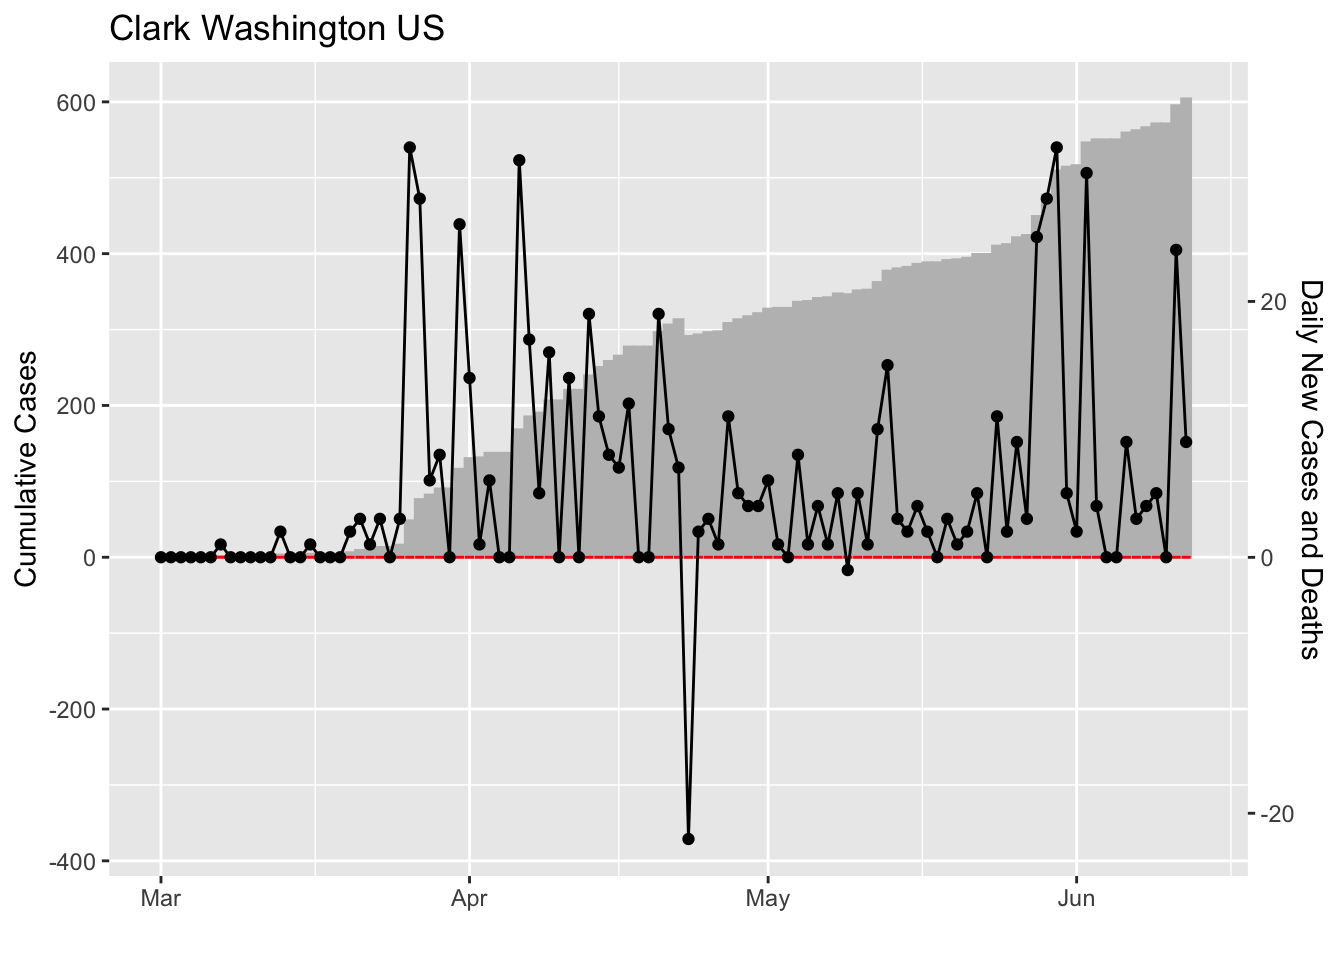 Clark Washington US
Cumulative Cases
600
400
200
0
-200
-400
20
0
-20
Daily New Cases and Deaths
Mar
Apr
May
Jun